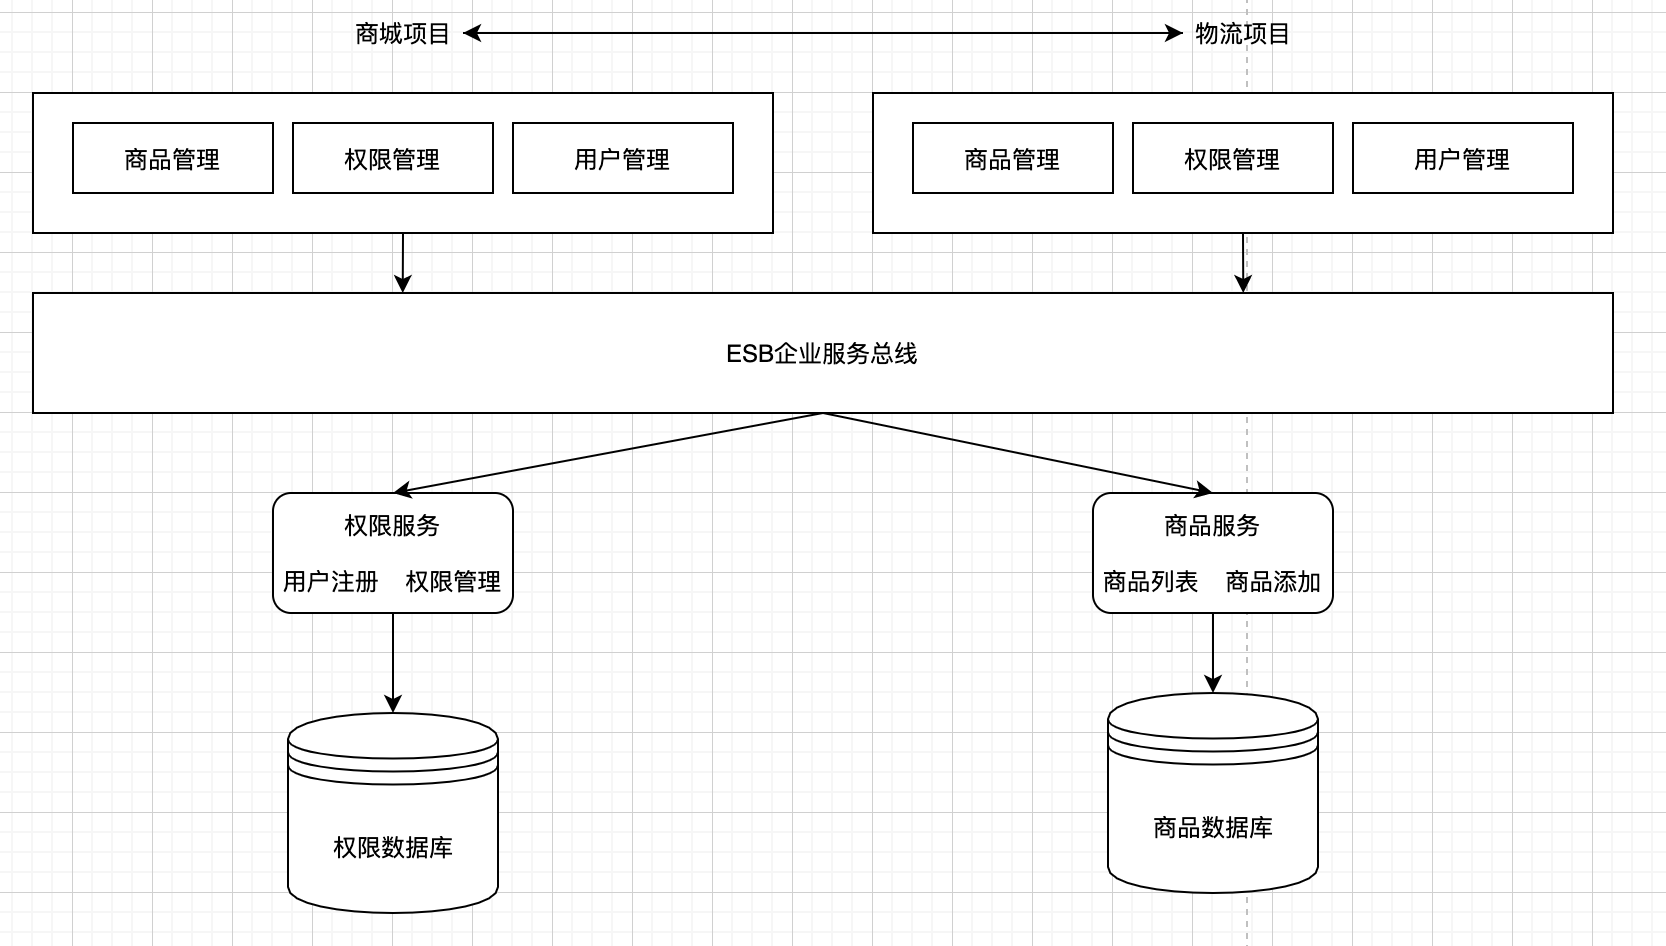 商城项目
物流项目
商品管理
权限管理
用户管理
商品管理
权限管理
用户管理
ESB企业服务总线
权限服务
用户注册 权限管理
商品服务
商品列表 商品添加
权限数据库
商品数据库